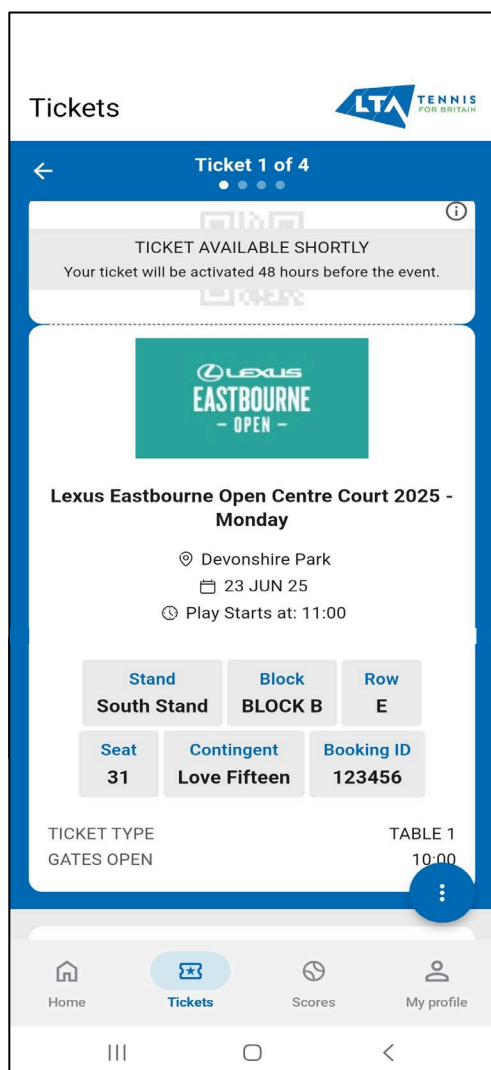 Tickets
LTA TENNIS
FOR BRITAIN
Ticket 1 of 4
TICKET AVAILABLE SHORTLY
Your ticket will be activated 48 hours before the event.
LEXUS
EASTBOURNE
- OPEN -
Lexus Eastbourne Open Centre Court 2025 -
Monday
Devonshire Park
23 JUN 25
Play Starts at: 11:00
Stand Block Row
South Stand BLOCK B E
Seat Contingent Booking ID
31 Love Fifteen 123456
TICKET TYPE TABLE 1
GATES OPEN 10:00
Home Tickets Scores My profile